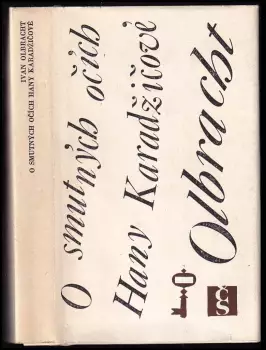 IVAN OLBRACHT
O SMUTNÝCH OČÍCH HANY KARADŽIČOVÉ
O smutných očích
Hany Karadžičové
Olbracht
čs